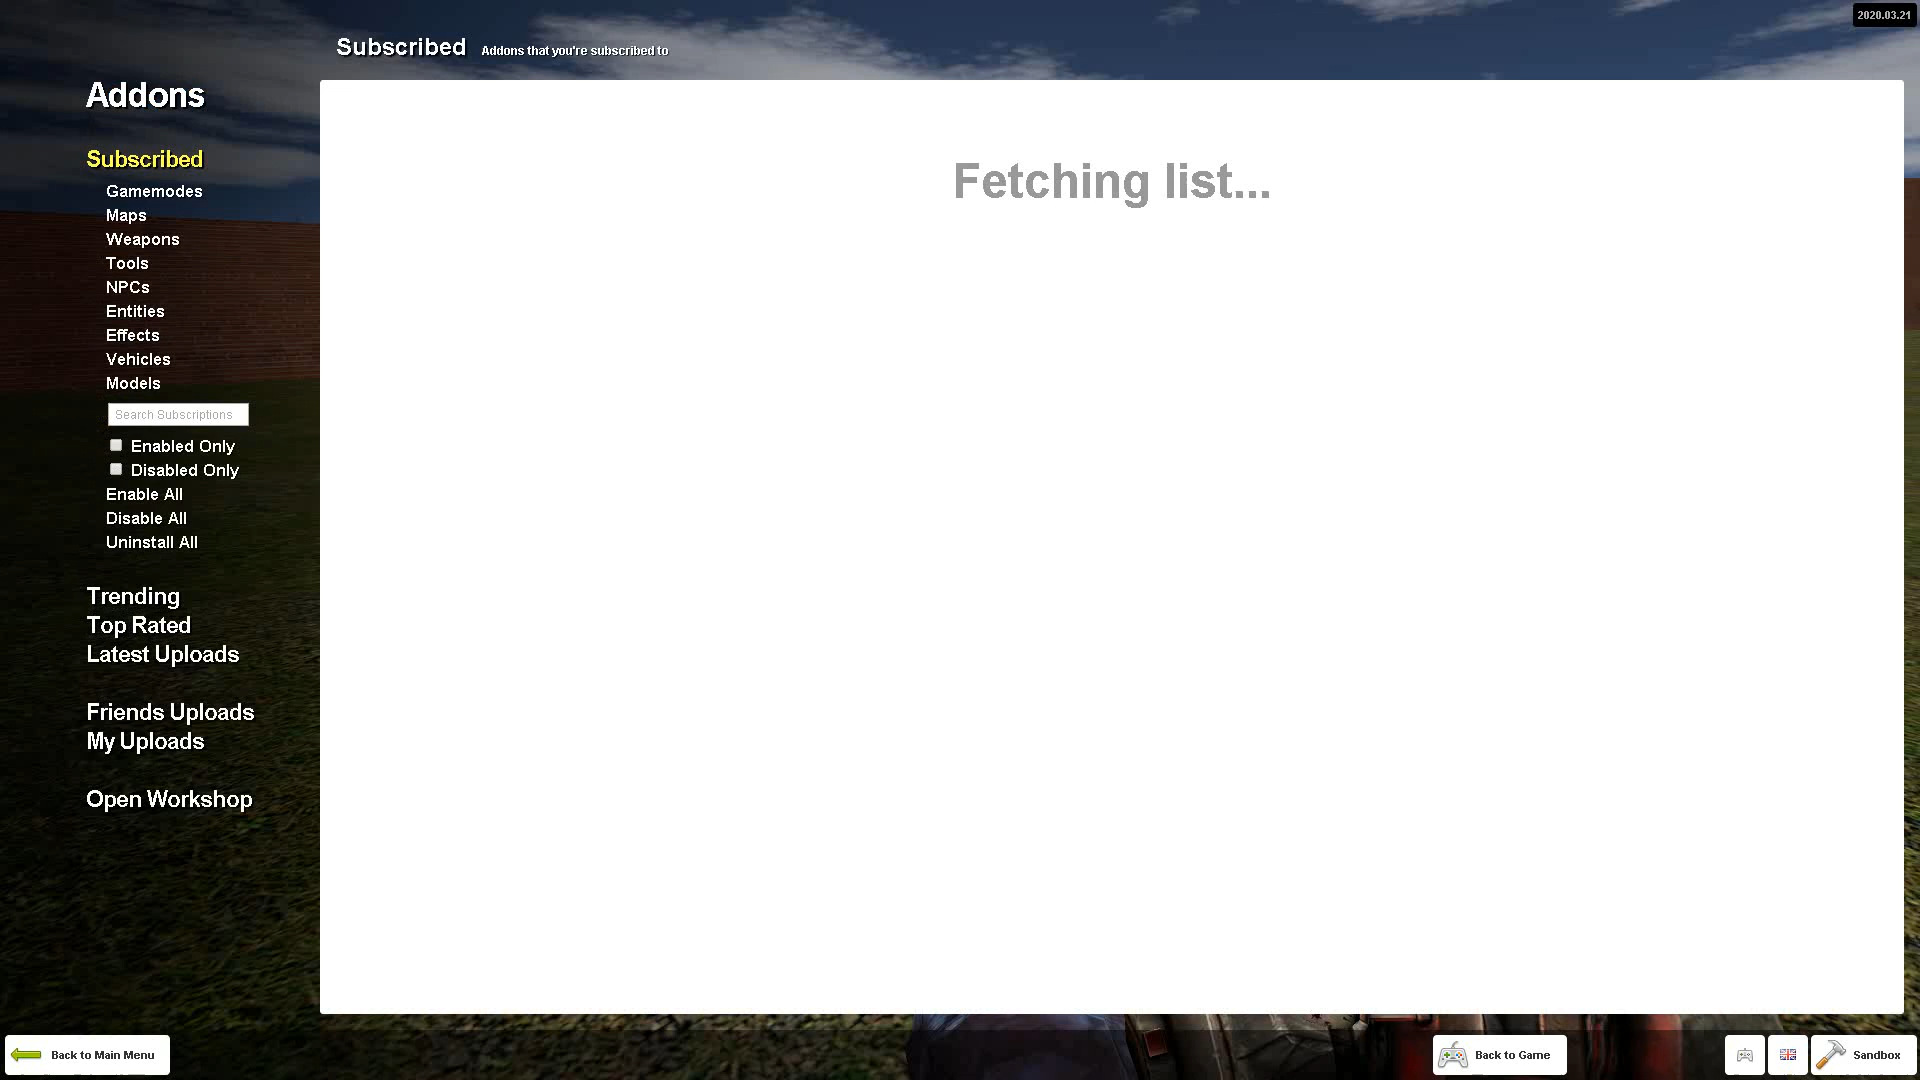 2020.03.21
Subscribed Addons that you're subscribed to
Addons
Subscribed
Gamemodes
Maps
Weapons
Tools
NPCs
Entities
Effects
Vehicles
Models
Search Subscriptions
Enabled Only
Disabled Only
Enable All
Disable All
Uninstall All
Trending
Top Rated
Latest Uploads
Friends Uploads
My Uploads
Open Workshop
Fetching list...
Back to Main Menu
Back to Game
Sandbox